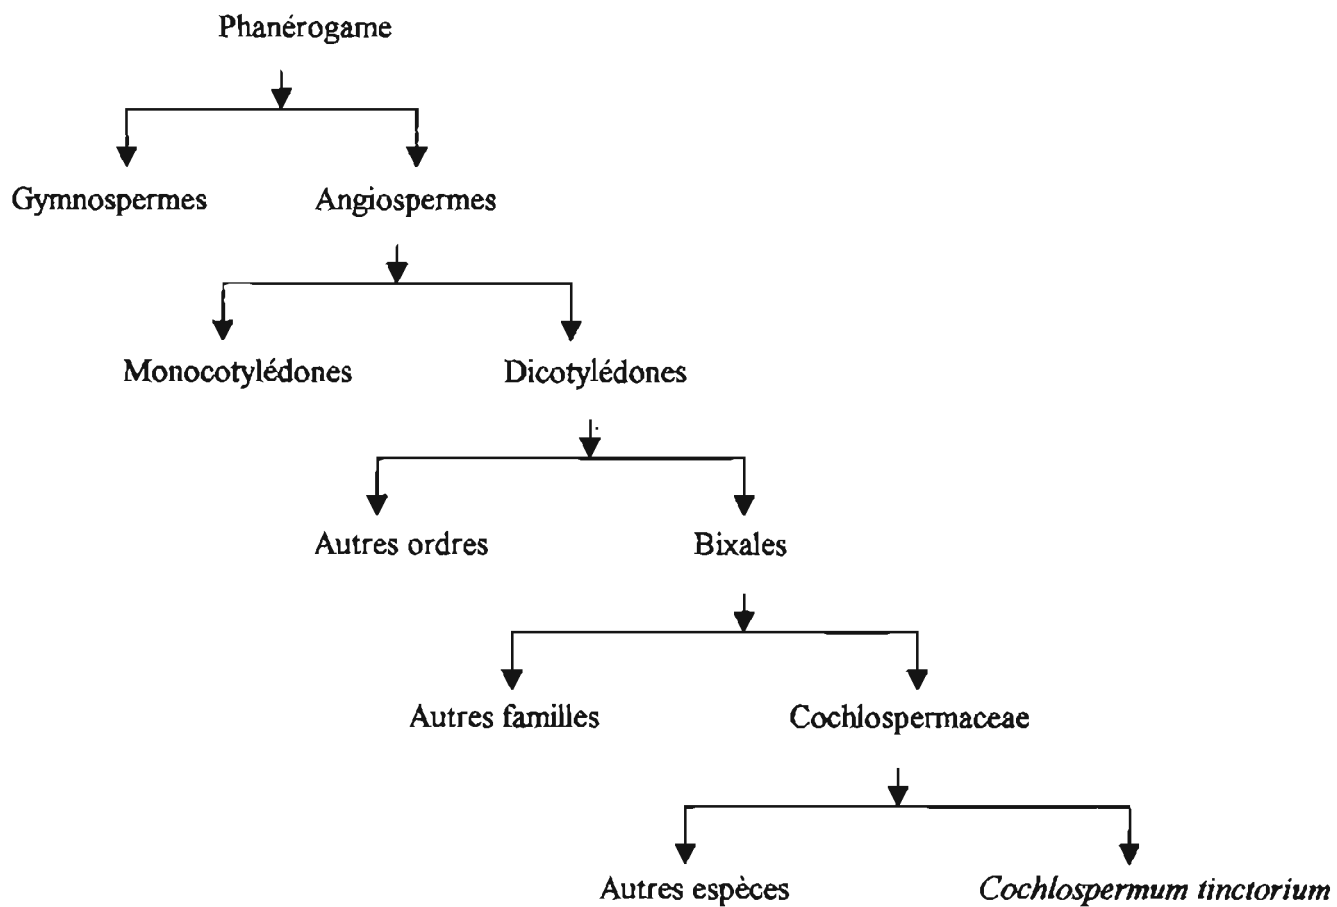 Phanérogame
Gymnospermes Angiospermes
Monocotylédones Dicotylédones
Autres ordres Bixales
Autres familles Cochlospermaceae
Autres espèces Cochlospermum tinctorium